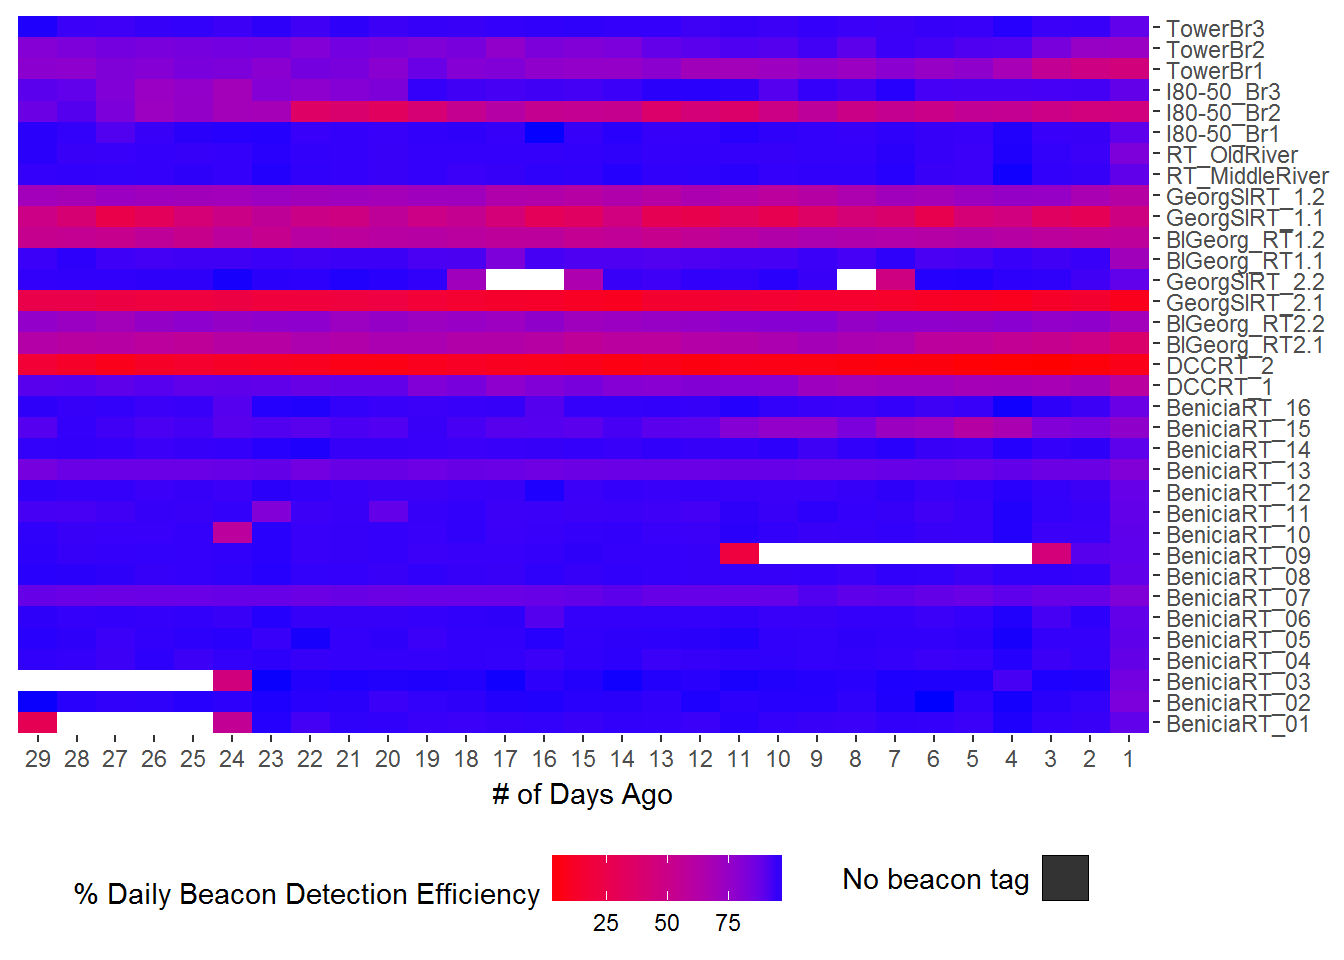 TowerBr3
TowerBr2
TowerBr1
I80-50_Br3
I80-50_Br2
I80-50_Br1
RT_OldRiver
RT_MiddleRiver
GeorgSlRT_1.2
GeorgSlRT_1.1
BlGeorg_RT1.2
BlGeorg_RT1.1
GeorgSlRT_2.2
GeorgSlRT_2.1
BlGeorg_RT2.2
BlGeorg_RT2.1
DCCRT_2
DCCRT_1
BeniciaRT_16
BeniciaRT_15
BeniciaRT_14
BeniciaRT_13
BeniciaRT_12
BeniciaRT_11
BeniciaRT_10
BeniciaRT_09
BeniciaRT_08
BeniciaRT_07
BeniciaRT_06
BeniciaRT_05
BeniciaRT_04
BeniciaRT_03
BeniciaRT_02
BeniciaRT_01
29 28 27 26 25 24 23 22 21 20 19 18 17 16 15 14 13 12 11 10 9 8 7 6 5 4 3 2 1
# of Days Ago
% Daily Beacon Detection Efficiency
25 50 75
No beacon tag